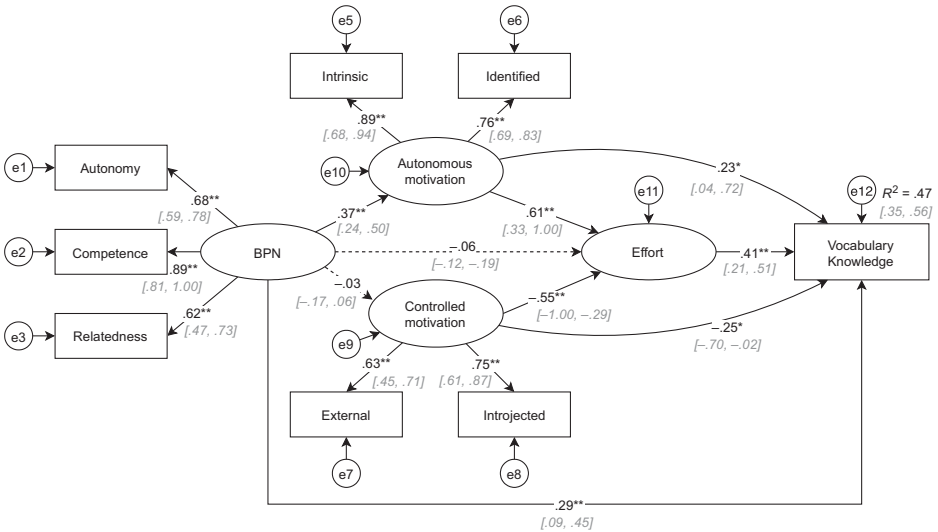 e5
e6
Intrinsic
Identified
.89**
[.68, .94]
.76**
[.69, .83]
e1
Autonomy
e10
Autonomous
motivation
.23*
[.04, .72]
e11
e12
R² = .47
[.35, .56]
.68**
[.59, .78]
.37**
[.24, .50]
.61**
[.33, 1.00]
e2
Competence
.89**
[.81, 1.00]
BPN
–.06
[–.12, –.19]
Effort
.41**
[.21, .51]
Vocabulary
Knowledge
–.03
[–.17, .06]
e3
Relatedness
.62**
[.47, .73]
Controlled
motivation
–.55**
[–1.00, –.29]
–.25*
[–.70, –.02]
e9
.63**
[.45, .71]
.75**
[.61, .87]
External
Introjected
e7
e8
.29**
[.09, .45]